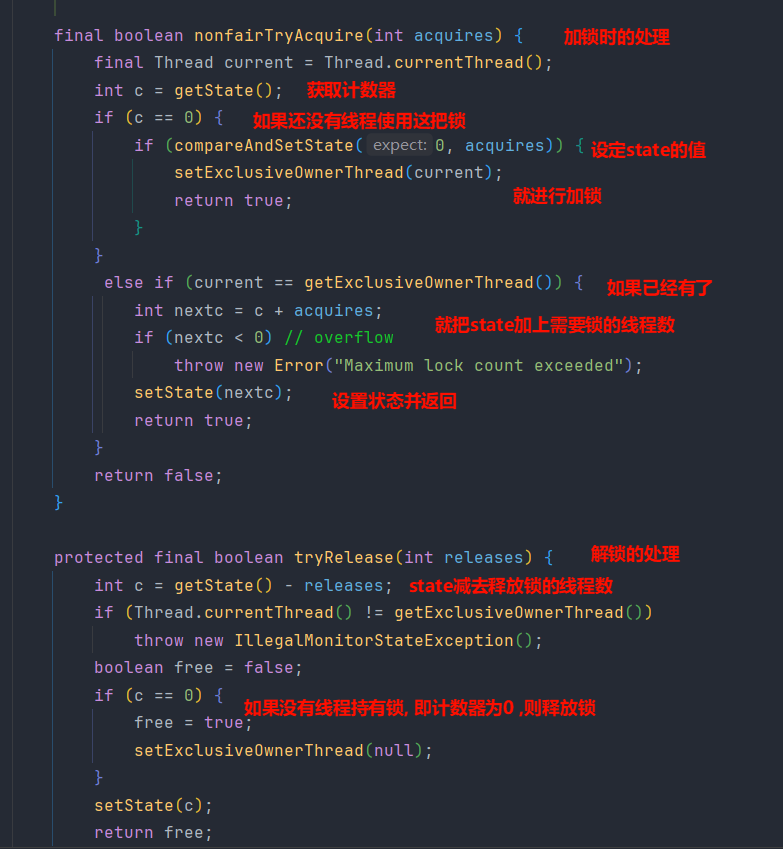 final boolean nonfairTryAcquire(int acquires) { 加锁时的处理
final Thread current = Thread.currentThread();
int c = getState(); 获取计数器
if (c == 0) { 如果还没有线程使用这把锁
if (compareAndSetState( expect: 0, acquires)) { 设定state的值
setExclusiveOwnerThread(current);
return true; 就进行加锁
}
}
else if (current == getExclusiveOwnerThread()) { 如果已经有了
int nextc = c + acquires;
就把state加上需要锁的线程数
if (nextc < 0) // overflow
throw new Error("Maximum lock count exceeded");
setState(nextc); 设置状态并返回
return true;
}
return false;
}
protected final boolean tryRelease(int releases) { 解锁的处理
int c = getState() - releases; state减去释放锁的线程数
if (Thread.currentThread() != getExclusiveOwnerThread())
throw new IllegalMonitorStateException();
boolean free = false;
if (c == 0) { 如果没有线程持有锁, 即计数器为0 ,则释放锁
free = true;
setExclusiveOwnerThread(null);
}
setState(c);
return free;